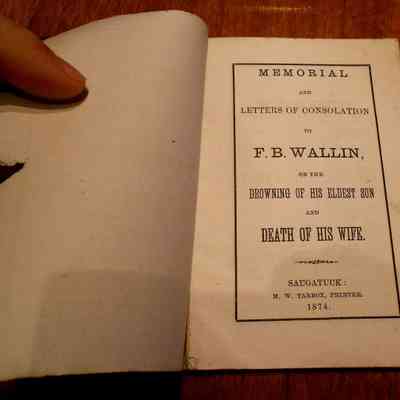 MEMORIAL
AND
LETTERS OF CONSOLATION
TO
F. B. WALLIN,
ON THE
DROWNING OF HIS ELDEST SON
AND
DEATH OF HIS WIFE.
SAUGATUCK:
M. W. TARBOX, PRINTER.
1874.